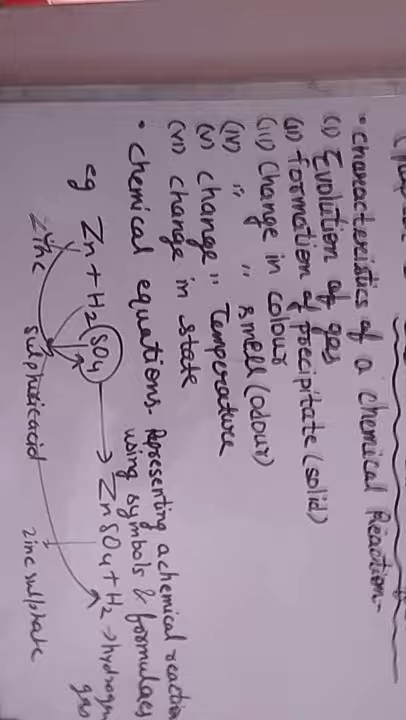 • Characteristics of a chemical Reaction-
(i) Evolution of gas
(ii) formation of precipitate (solid)
(iii) Change in colour
(iv) " " smell (odour)
(v) change " Temperature
(vi) change in state
• Chemical equations- Representing a chemical reaction
using symbols & formulaes
eg Zn + H2SO4 → ZnSO4 + H2 → hydrogen
gas
Zinc sulphuric acid zinc sulphate